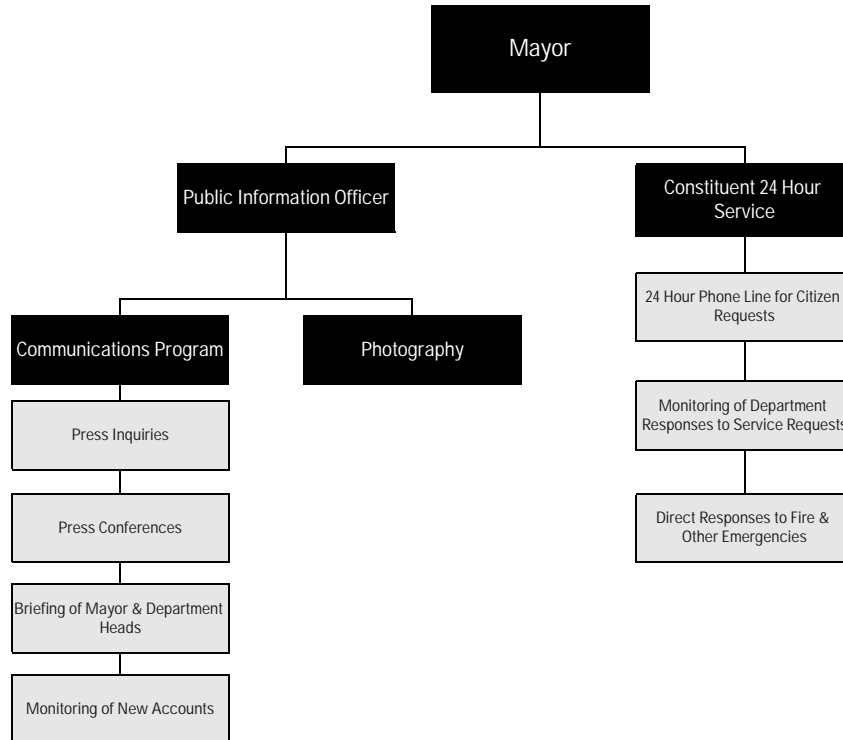 Mayor
Public Information Officer
Constituent 24 Hour
Service
24 Hour Phone Line for Citizen
Requests
Communications Program
Photography
Monitoring of Department
Responses to Service Requests
Press Inquiries
Press Conferences
Direct Responses to Fire &
Other Emergencies
Briefing of Mayor & Department
Heads
Monitoring of New Accounts